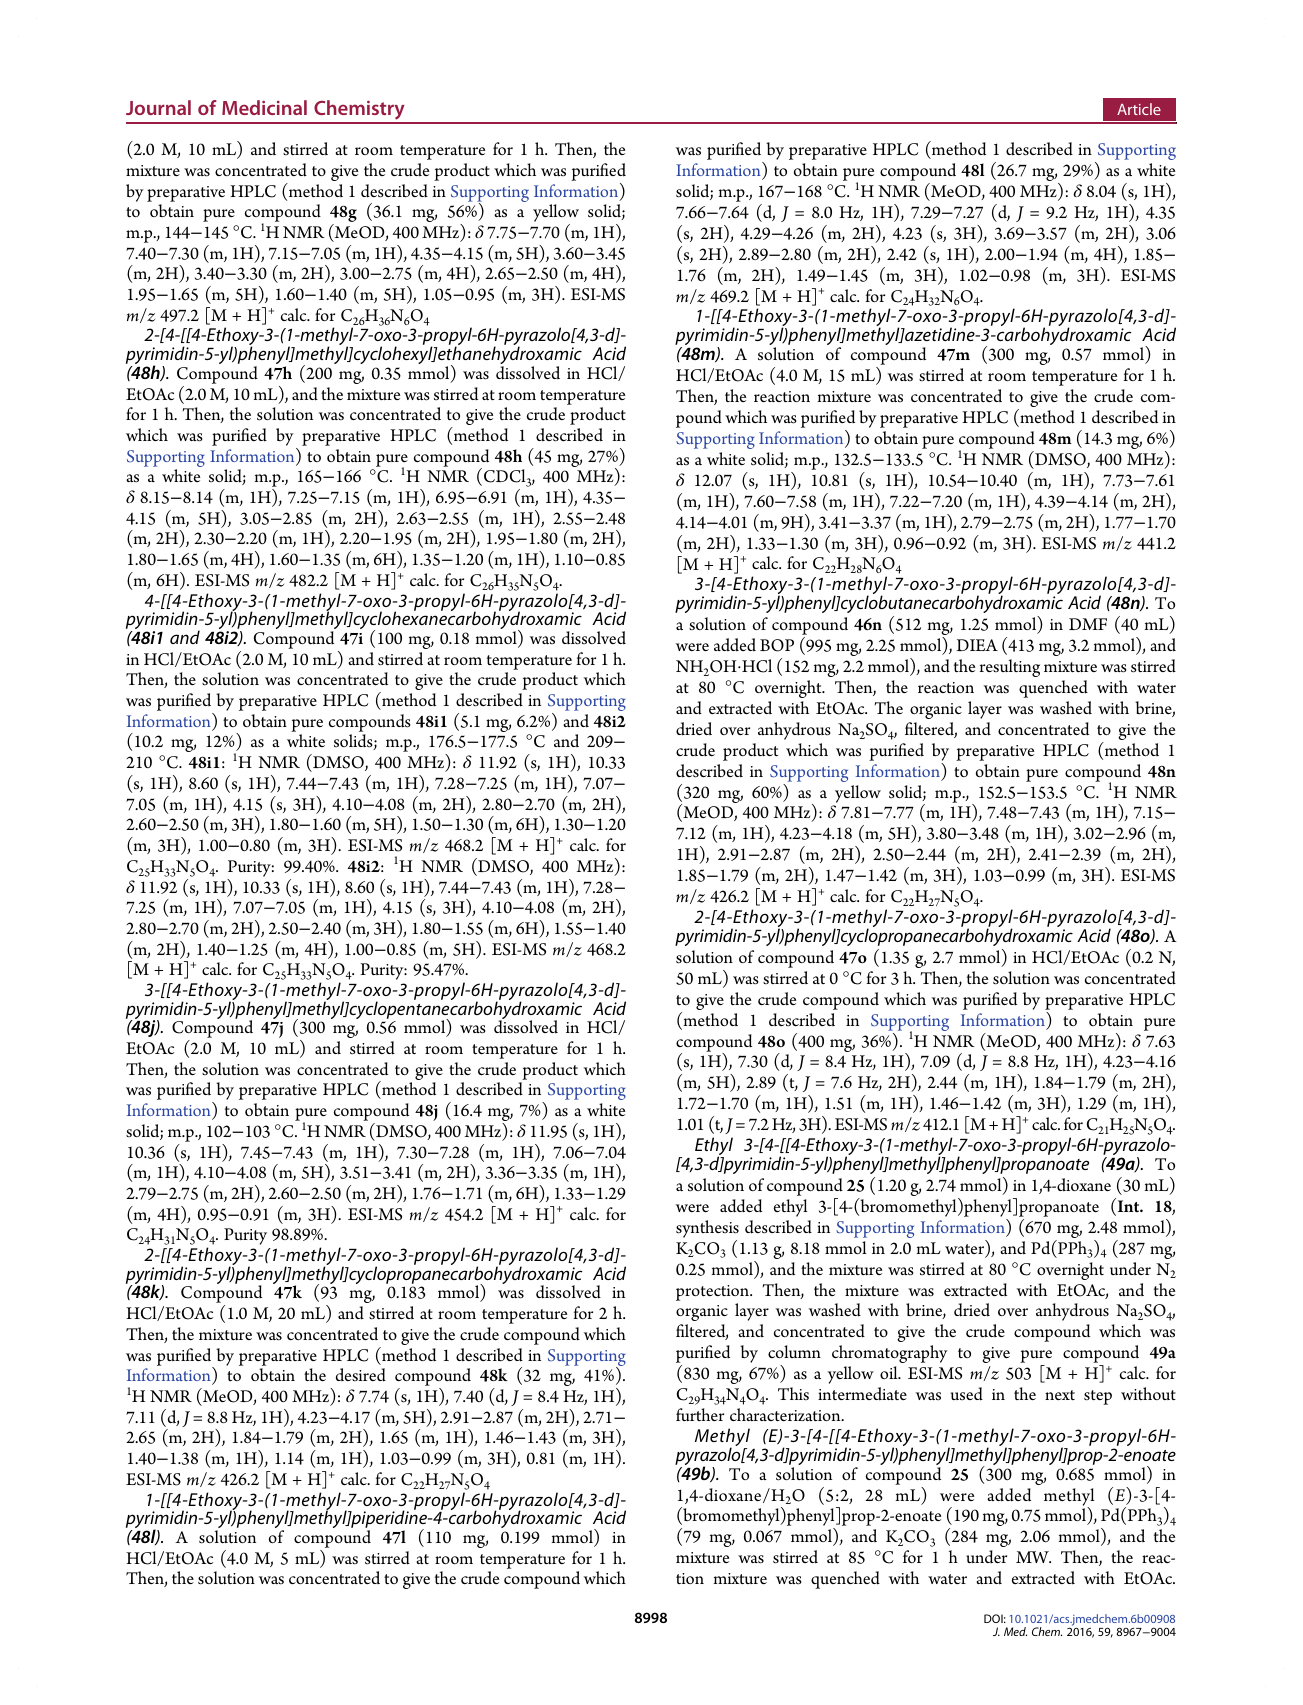 Journal of Medicinal Chemistry
Article
(2.0 M, 10 mL) and stirred at room temperature for 1 h. Then, the
mixture was concentrated to give the crude product which was purified
by preparative HPLC (method 1 described in Supporting Information)
to obtain pure compound 48g (36.1 mg, 56%) as a yellow solid;
m.p., 144−145 °C. ¹H NMR (MeOD, 400 MHz): δ 7.75−7.70 (m, 1H),
7.40−7.30 (m, 1H), 7.15−7.05 (m, 1H), 4.35−4.15 (m, 5H), 3.60−3.45
(m, 2H), 3.40−3.30 (m, 2H), 3.00−2.75 (m, 4H), 2.65−2.50 (m, 4H),
1.95−1.65 (m, 5H), 1.60−1.40 (m, 5H), 1.05−0.95 (m, 3H). ESI-MS
m/z 497.2 [M + H]⁺ calc. for C₂₆H₃₆N₆O₄
2-[4-[[4-Ethoxy-3-(1-methyl-7-oxo-3-propyl-6H-pyrazolo[4,3-d]-
pyrimidin-5-yl)phenyl]methyl]cyclohexyl]ethanehydroxamic Acid
(48h). Compound 47h (200 mg, 0.35 mmol) was dissolved in HCl/
EtOAc (2.0 M, 10 mL), and the mixture was stirred at room temperature
for 1 h. Then, the solution was concentrated to give the crude product
which was purified by preparative HPLC (method 1 described in
Supporting Information) to obtain pure compound 48h (45 mg, 27%)
as a white solid; m.p., 165−166 °C. ¹H NMR (CDCl₃, 400 MHz):
δ 8.15−8.14 (m, 1H), 7.25−7.15 (m, 1H), 6.95−6.91 (m, 1H), 4.35−
4.15 (m, 5H), 3.05−2.85 (m, 2H), 2.63−2.55 (m, 1H), 2.55−2.48
(m, 2H), 2.30−2.20 (m, 1H), 2.20−1.95 (m, 2H), 1.95−1.80 (m, 2H),
1.80−1.65 (m, 4H), 1.60−1.35 (m, 6H), 1.35−1.20 (m, 1H), 1.10−0.85
(m, 6H). ESI-MS m/z 482.2 [M + H]⁺ calc. for C₂₆H₃₅N₅O₄.
4-[[4-Ethoxy-3-(1-methyl-7-oxo-3-propyl-6H-pyrazolo[4,3-d]-
pyrimidin-5-yl)phenyl]methyl]cyclohexanecarbohydroxamic Acid
(48i1 and 48i2). Compound 47i (100 mg, 0.18 mmol) was dissolved
in HCl/EtOAc (2.0 M, 10 mL) and stirred at room temperature for 1 h.
Then, the solution was concentrated to give the crude product which
was purified by preparative HPLC (method 1 described in Supporting
Information) to obtain pure compounds 48i1 (5.1 mg, 6.2%) and 48i2
(10.2 mg, 12%) as a white solids; m.p., 176.5−177.5 °C and 209−
210 °C. 48i1: ¹H NMR (DMSO, 400 MHz): δ 11.92 (s, 1H), 10.33
(s, 1H), 8.60 (s, 1H), 7.44−7.43 (m, 1H), 7.28−7.25 (m, 1H), 7.07−
7.05 (m, 1H), 4.15 (s, 3H), 4.10−4.08 (m, 2H), 2.80−2.70 (m, 2H),
2.60−2.50 (m, 3H), 1.80−1.60 (m, 5H), 1.50−1.30 (m, 6H), 1.30−1.20
(m, 3H), 1.00−0.80 (m, 3H). ESI-MS m/z 468.2 [M + H]⁺ calc. for
C₂₅H₃₃N₅O₄. Purity: 99.40%. 48i2: ¹H NMR (DMSO, 400 MHz):
δ 11.92 (s, 1H), 10.33 (s, 1H), 8.60 (s, 1H), 7.44−7.43 (m, 1H), 7.28−
7.25 (m, 1H), 7.07−7.05 (m, 1H), 4.15 (s, 3H), 4.10−4.08 (m, 2H),
2.80−2.70 (m, 2H), 2.50−2.40 (m, 3H), 1.80−1.55 (m, 6H), 1.55−1.40
(m, 2H), 1.40−1.25 (m, 4H), 1.00−0.85 (m, 5H). ESI-MS m/z 468.2
[M + H]⁺ calc. for C₂₅H₃₃N₅O₄. Purity: 95.47%.
3-[[4-Ethoxy-3-(1-methyl-7-oxo-3-propyl-6H-pyrazolo[4,3-d]-
pyrimidin-5-yl)phenyl]methyl]cyclopentanecarbohydroxamic Acid
(48j). Compound 47j (300 mg, 0.56 mmol) was dissolved in HCl/
EtOAc (2.0 M, 10 mL) and stirred at room temperature for 1 h.
Then, the solution was concentrated to give the crude product which
was purified by preparative HPLC (method 1 described in Supporting
Information) to obtain pure compound 48j (16.4 mg, 7%) as a white
solid; m.p., 102−103 °C. ¹H NMR (DMSO, 400 MHz): δ 11.95 (s, 1H),
10.36 (s, 1H), 7.45−7.43 (m, 1H), 7.30−7.28 (m, 1H), 7.06−7.04
(m, 1H), 4.10−4.08 (m, 5H), 3.51−3.41 (m, 2H), 3.36−3.35 (m, 1H),
2.79−2.75 (m, 2H), 2.60−2.50 (m, 2H), 1.76−1.71 (m, 6H), 1.33−1.29
(m, 4H), 0.95−0.91 (m, 3H). ESI-MS m/z 454.2 [M + H]⁺ calc. for
C₂₄H₃₁N₅O₄. Purity 98.89%.
2-[[4-Ethoxy-3-(1-methyl-7-oxo-3-propyl-6H-pyrazolo[4,3-d]-
pyrimidin-5-yl)phenyl]methyl]cyclopropanecarbohydroxamic Acid
(48k). Compound 47k (93 mg, 0.183 mmol) was dissolved in
HCl/EtOAc (1.0 M, 20 mL) and stirred at room temperature for 2 h.
Then, the mixture was concentrated to give the crude compound which
was purified by preparative HPLC (method 1 described in Supporting
Information) to obtain the desired compound 48k (32 mg, 41%).
¹H NMR (MeOD, 400 MHz): δ 7.74 (s, 1H), 7.40 (d, J = 8.4 Hz, 1H),
7.11 (d, J = 8.8 Hz, 1H), 4.23−4.17 (m, 5H), 2.91−2.87 (m, 2H), 2.71−
2.65 (m, 2H), 1.84−1.79 (m, 2H), 1.65 (m, 1H), 1.46−1.43 (m, 3H),
1.40−1.38 (m, 1H), 1.14 (m, 1H), 1.03−0.99 (m, 3H), 0.81 (m, 1H).
ESI-MS m/z 426.2 [M + H]⁺ calc. for C₂₂H₂₇N₅O₄
1-[[4-Ethoxy-3-(1-methyl-7-oxo-3-propyl-6H-pyrazolo[4,3-d]-
pyrimidin-5-yl)phenyl]methyl]piperidine-4-carbohydroxamic Acid
(48l). A solution of compound 47l (110 mg, 0.199 mmol) in
HCl/EtOAc (4.0 M, 5 mL) was stirred at room temperature for 1 h.
Then, the solution was concentrated to give the crude compound which
was purified by preparative HPLC (method 1 described in Supporting
Information) to obtain pure compound 48l (26.7 mg, 29%) as a white
solid; m.p., 167−168 °C. ¹H NMR (MeOD, 400 MHz): δ 8.04 (s, 1H),
7.66−7.64 (d, J = 8.0 Hz, 1H), 7.29−7.27 (d, J = 9.2 Hz, 1H), 4.35
(s, 2H), 4.29−4.26 (m, 2H), 4.23 (s, 3H), 3.69−3.57 (m, 2H), 3.06
(s, 2H), 2.89−2.80 (m, 2H), 2.42 (s, 1H), 2.00−1.94 (m, 4H), 1.85−
1.76 (m, 2H), 1.49−1.45 (m, 3H), 1.02−0.98 (m, 3H). ESI-MS
m/z 469.2 [M + H]⁺ calc. for C₂₄H₃₂N₆O₄.
1-[[4-Ethoxy-3-(1-methyl-7-oxo-3-propyl-6H-pyrazolo[4,3-d]-
pyrimidin-5-yl)phenyl]methyl]azetidine-3-carbohydroxamic Acid
(48m). A solution of compound 47m (300 mg, 0.57 mmol) in
HCl/EtOAc (4.0 M, 15 mL) was stirred at room temperature for 1 h.
Then, the reaction mixture was concentrated to give the crude com-
pound which was purified by preparative HPLC (method 1 described in
Supporting Information) to obtain pure compound 48m (14.3 mg, 6%)
as a white solid; m.p., 132.5−133.5 °C. ¹H NMR (DMSO, 400 MHz):
δ 12.07 (s, 1H), 10.81 (s, 1H), 10.54−10.40 (m, 1H), 7.73−7.61
(m, 1H), 7.60−7.58 (m, 1H), 7.22−7.20 (m, 1H), 4.39−4.14 (m, 2H),
4.14−4.01 (m, 9H), 3.41−3.37 (m, 1H), 2.79−2.75 (m, 2H), 1.77−1.70
(m, 2H), 1.33−1.30 (m, 3H), 0.96−0.92 (m, 3H). ESI-MS m/z 441.2
[M + H]⁺ calc. for C₂₂H₂₈N₆O₄
3-[4-Ethoxy-3-(1-methyl-7-oxo-3-propyl-6H-pyrazolo[4,3-d]-
pyrimidin-5-yl)phenyl]cyclobutanecarbohydroxamic Acid (48n). To
a solution of compound 46n (512 mg, 1.25 mmol) in DMF (40 mL)
were added BOP (995 mg, 2.25 mmol), DIEA (413 mg, 3.2 mmol), and
NH₂OH·HCl (152 mg, 2.2 mmol), and the resulting mixture was stirred
at 80 °C overnight. Then, the reaction was quenched with water
and extracted with EtOAc. The organic layer was washed with brine,
dried over anhydrous Na₂SO₄, filtered, and concentrated to give the
crude product which was purified by preparative HPLC (method 1
described in Supporting Information) to obtain pure compound 48n
(320 mg, 60%) as a yellow solid; m.p., 152.5−153.5 °C. ¹H NMR
(MeOD, 400 MHz): δ 7.81−7.77 (m, 1H), 7.48−7.43 (m, 1H), 7.15−
7.12 (m, 1H), 4.23−4.18 (m, 5H), 3.80−3.48 (m, 1H), 3.02−2.96 (m,
1H), 2.91−2.87 (m, 2H), 2.50−2.44 (m, 2H), 2.41−2.39 (m, 2H),
1.85−1.79 (m, 2H), 1.47−1.42 (m, 3H), 1.03−0.99 (m, 3H). ESI-MS
m/z 426.2 [M + H]⁺ calc. for C₂₂H₂₇N₅O₄.
2-[4-Ethoxy-3-(1-methyl-7-oxo-3-propyl-6H-pyrazolo[4,3-d]-
pyrimidin-5-yl)phenyl]cyclopropanecarbohydroxamic Acid (48o). A
solution of compound 47o (1.35 g, 2.7 mmol) in HCl/EtOAc (0.2 N,
50 mL) was stirred at 0 °C for 3 h. Then, the solution was concentrated
to give the crude compound which was purified by preparative HPLC
(method 1 described in Supporting Information) to obtain pure
compound 48o (400 mg, 36%). ¹H NMR (MeOD, 400 MHz): δ 7.63
(s, 1H), 7.30 (d, J = 8.4 Hz, 1H), 7.09 (d, J = 8.8 Hz, 1H), 4.23−4.16
(m, 5H), 2.89 (t, J = 7.6 Hz, 2H), 2.44 (m, 1H), 1.84−1.79 (m, 2H),
1.72−1.70 (m, 1H), 1.51 (m, 1H), 1.46−1.42 (m, 3H), 1.29 (m, 1H),
1.01 (t, J = 7.2 Hz, 3H). ESI-MS m/z 412.1 [M + H]⁺ calc. for C₂₁H₂₅N₅O₄.
Ethyl 3-[4-[[4-Ethoxy-3-(1-methyl-7-oxo-3-propyl-6H-pyrazolo-
[4,3-d]pyrimidin-5-yl)phenyl]methyl]phenyl]propanoate (49a). To
a solution of compound 25 (1.20 g, 2.74 mmol) in 1,4-dioxane (30 mL)
were added ethyl 3-[4-(bromomethyl)phenyl]propanoate (Int. 18,
synthesis described in Supporting Information) (670 mg, 2.48 mmol),
K₂CO₃ (1.13 g, 8.18 mmol in 2.0 mL water), and Pd(PPh₃)₄ (287 mg,
0.25 mmol), and the mixture was stirred at 80 °C overnight under N₂
protection. Then, the mixture was extracted with EtOAc, and the
organic layer was washed with brine, dried over anhydrous Na₂SO₄,
filtered, and concentrated to give the crude compound which was
purified by column chromatography to give pure compound 49a
(830 mg, 67%) as a yellow oil. ESI-MS m/z 503 [M + H]⁺ calc. for
C₂₉H₃₄N₄O₄. This intermediate was used in the next step without
further characterization.
Methyl (E)-3-[4-[[4-Ethoxy-3-(1-methyl-7-oxo-3-propyl-6H-
pyrazolo[4,3-d]pyrimidin-5-yl)phenyl]methyl]phenyl]prop-2-enoate
(49b). To a solution of compound 25 (300 mg, 0.685 mmol) in
1,4-dioxane/H₂O (5:2, 28 mL) were added methyl (E)-3-[4-
(bromomethyl)phenyl]prop-2-enoate (190 mg, 0.75 mmol), Pd(PPh₃)₄
(79 mg, 0.067 mmol), and K₂CO₃ (284 mg, 2.06 mmol), and the
mixture was stirred at 85 °C for 1 h under MW. Then, the reac-
tion mixture was quenched with water and extracted with EtOAc.
8998
DOI: 10.1021/acs.jmedchem.6b00908
J. Med. Chem. 2016, 59, 8967−9004